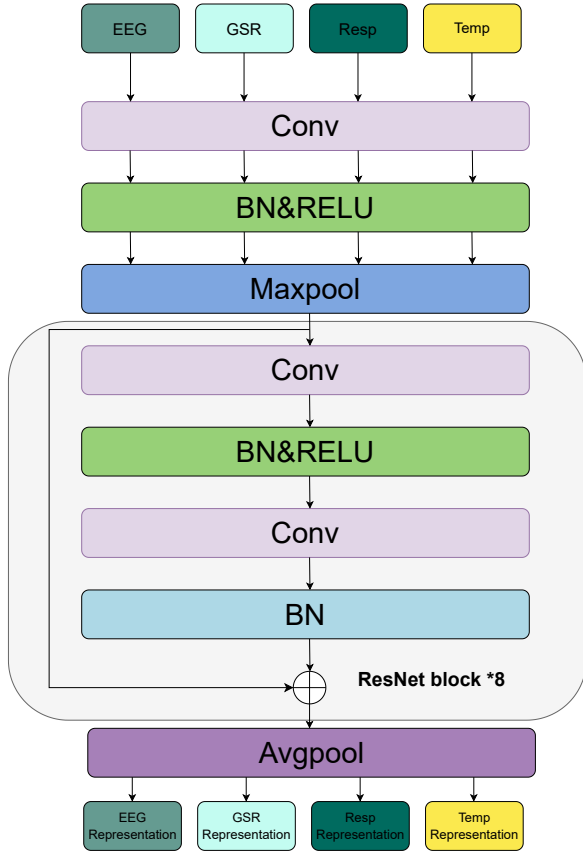 EEG
GSR
Resp
Temp
Conv
BN&RELU
Maxpool
Conv
BN&RELU
Conv
BN
ResNet block *8
Avgpool
EEG
Representation
GSR
Representation
Resp
Representation
Temp
Representation